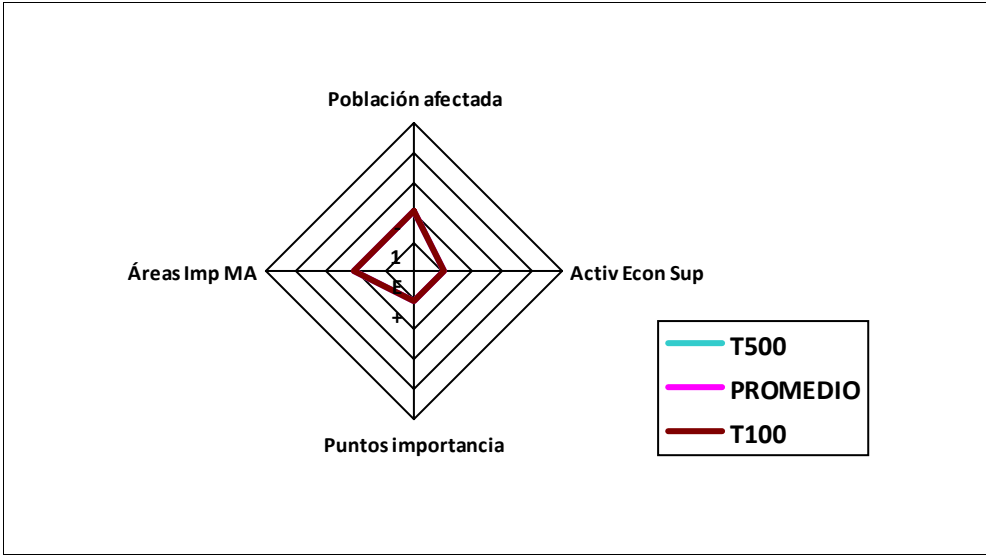 Población afectada
-
1
E
+
Áreas Imp MA
Activ Econ Sup
Puntos importancia
T500
PROMEDIO
T100